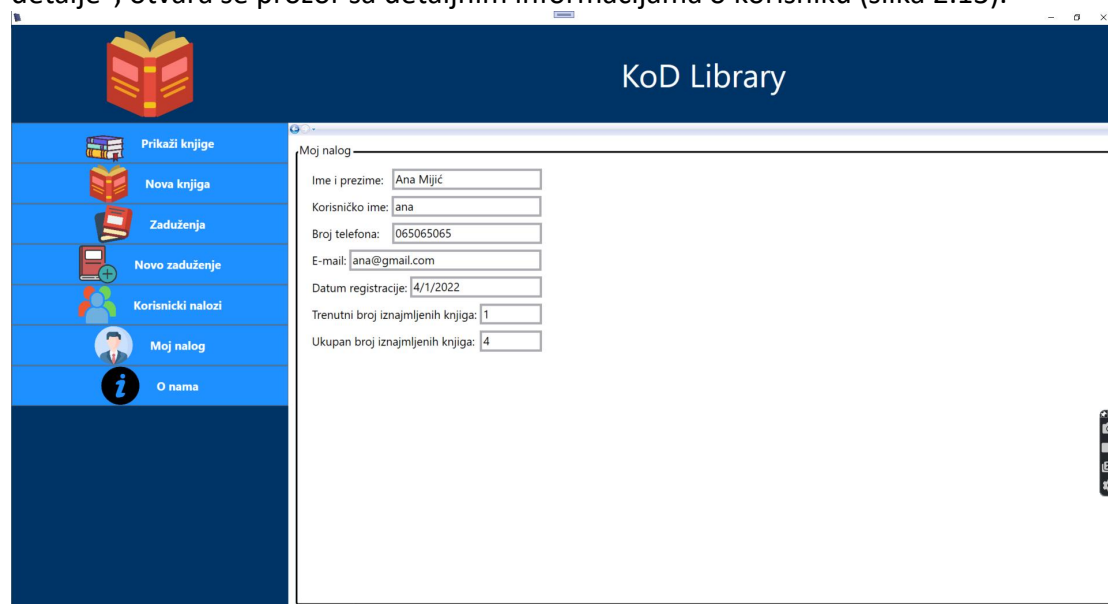 detalje", otvara se prozor sa detaljnim informacijama o korisniku (slika 2.13).
KoD Library
Prikaži knjige
Nova knjiga
Zaduženja
Novo zaduženje
Korisnicki nalozi
Moj nalog
O nama
Moj nalog
Ime i prezime: Ana Mijić
Korisničko ime: ana
Broj telefona: 065065065
E-mail: ana@gmail.com
Datum registracije: 4/1/2022
Trenutni broj iznajmljenih knjiga: 1
Ukupan broj iznajmljenih knjiga: 4